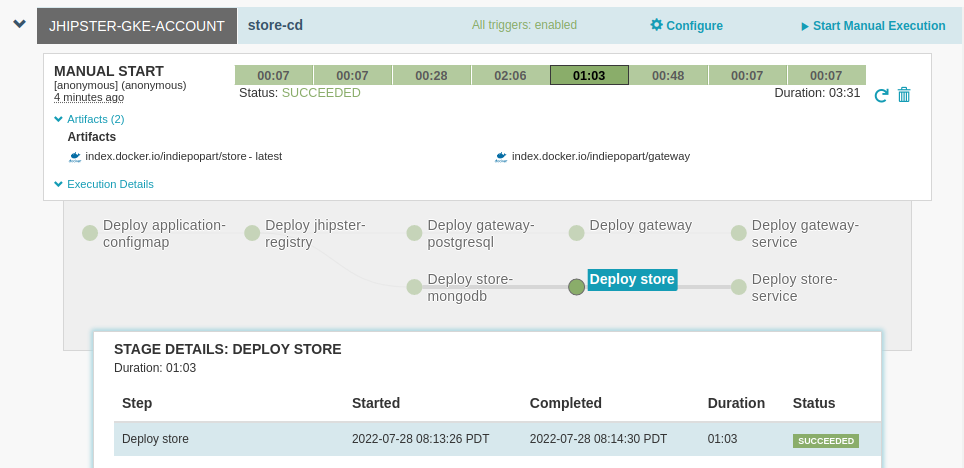 JHIPSTER-GKE-ACCOUNT store-cd All triggers: enabled Configure Start Manual Execution
MANUAL START
[anonymous] (anonymous)
4 minutes ago
00:07 00:07 00:28 02:06 01:03 00:48 00:07 00:07
Status: SUCCEEDED Duration: 03:31
Artifacts (2)
Artifacts
docker index.docker.io/indiepopart/store - latest docker index.docker.io/indiepopart/gateway
Execution Details
Deploy application-
configmap
Deploy jhipster-
registry
Deploy gateway-
postgresql
Deploy gateway
Deploy gateway-
service
Deploy store-
mongodb
Deploy store
Deploy store-
service
STAGE DETAILS: DEPLOY STORE
Duration: 01:03
Step Started Completed Duration Status
Deploy store 2022-07-28 08:13:26 PDT 2022-07-28 08:14:30 PDT 01:03 SUCCEEDED